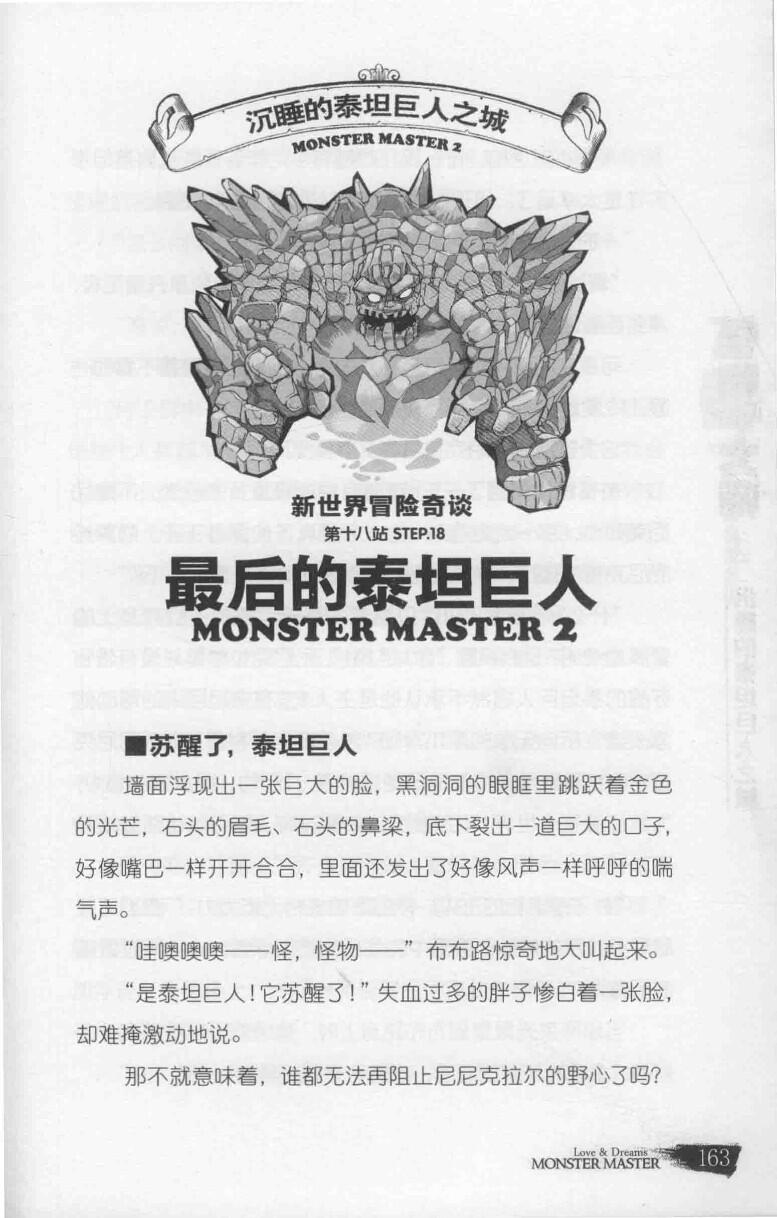 沉睡的泰坦巨人之城
MONSTER MASTER 2
新世界冒险奇谈
第十八站 STEP.18
最后的泰坦巨人
MONSTER MASTER 2
■苏醒了，泰坦巨人
墙面浮现出一张巨大的脸，黑洞洞的眼眶里跳跃着金色
的光芒，石头的眉毛、石头的鼻梁，底下裂出一道巨大的口子，
好像嘴巴一样开开合合，里面还发出了好像风声一样呼呼的喘
气声。
“哇噢噢噢——怪，怪物——”布布路惊奇地大叫起来。
“是泰坦巨人！它苏醒了！”失血过多的胖子惨白着一张脸，
却难掩激动地说。
那不就意味着，谁都无法再阻止尼尼克拉尔的野心了吗？
Love & Dreams
MONSTER MASTER
163